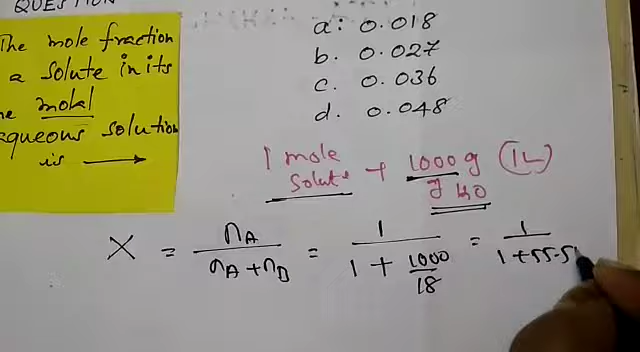 QUESTION
The mole fraction
a solute in its
molal
aqueous solution
is →
a: 0.018
b. 0.027
c. 0.036
d. 0.048
1 mole solute + 1000 g (1L)
X = nA / (nA + nB) = 1 / (1 + 1000/18) = 1 / (1 + 55.5